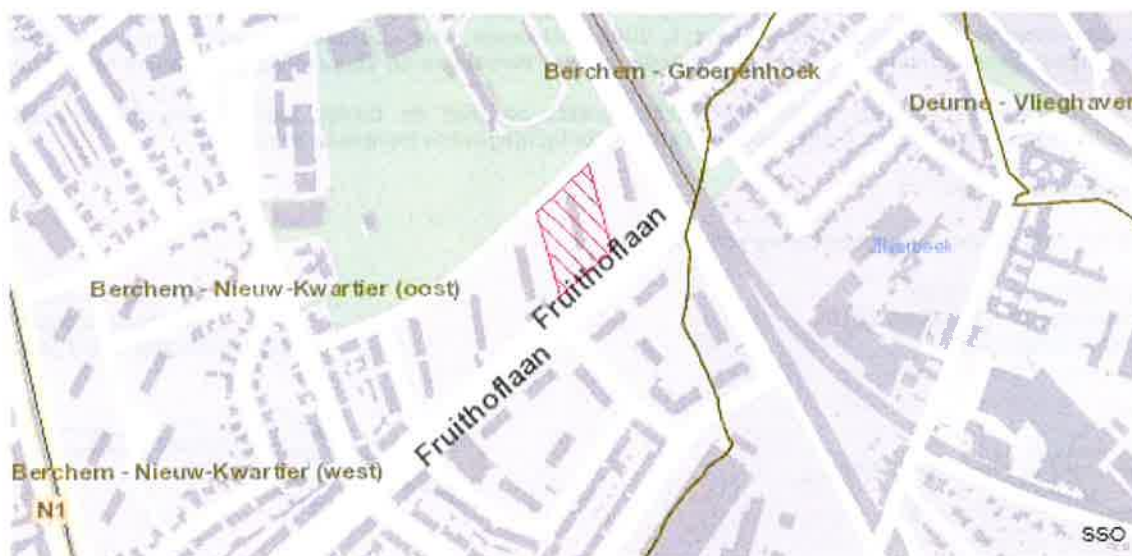 Berchem - Groenenhoek
Deurne - Vlieghaven
Fruithoflaan
Berchem - Nieuw-Kwartier (oost)
Fruithoflaan
Berchem - Nieuw-Kwartier (west)
N1
SSO